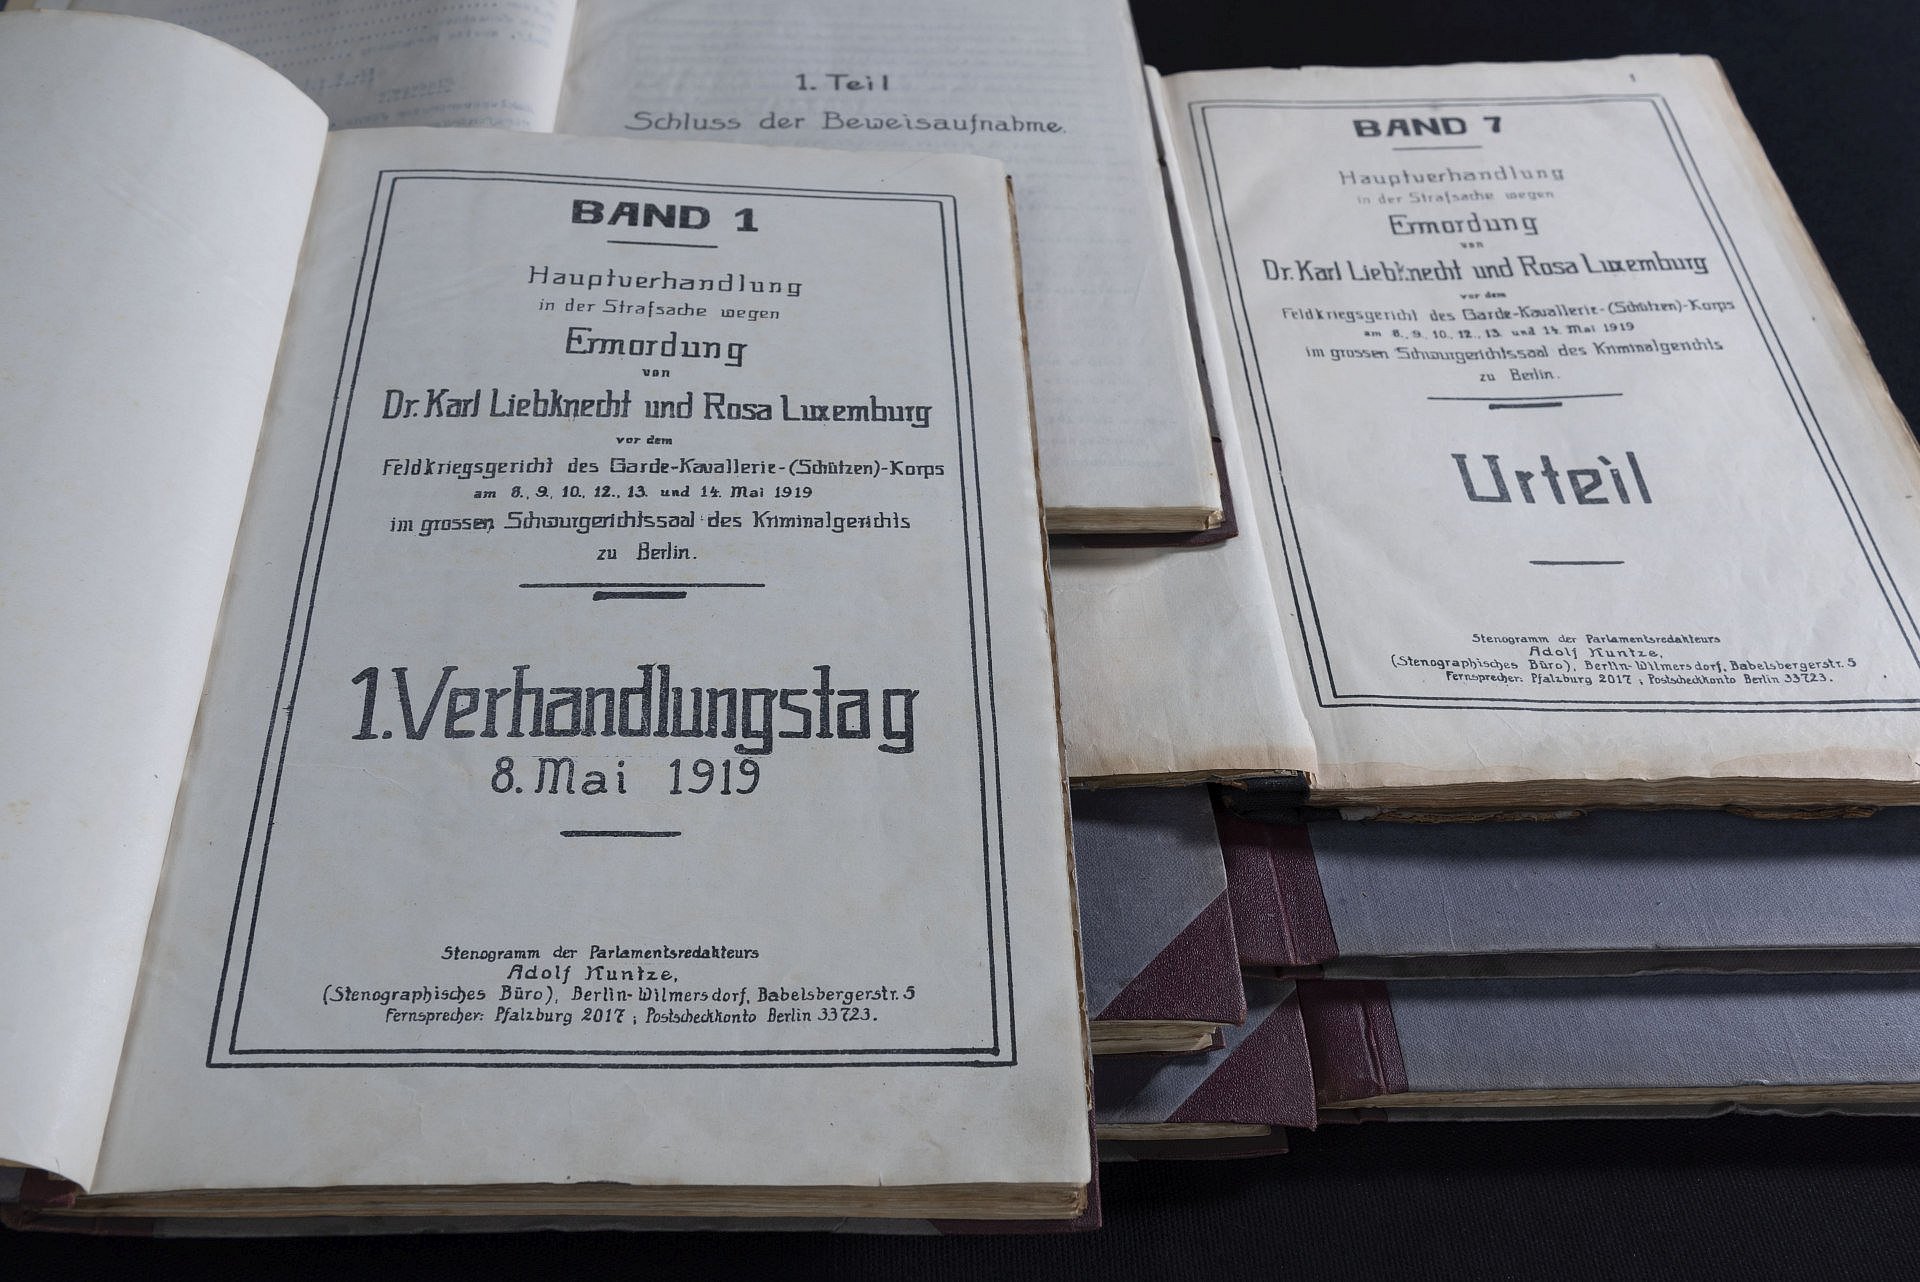 BAND 1
Hauptverhandlung
in der Strafsache wegen
Ermordung
von
Dr. Karl Liebknecht und Rosa Luxemburg
vor dem
Feldkriegsgericht des Garde-Kavallerie-(Schützen)-Korps
am 8., 9., 10., 12., 13. und 14. Mai 1919
im grossen Schwurgerichtssaal des Kriminalgerichts
zu Berlin.
1. Verhandlungstag
8. Mai 1919
Stenogramm der Parlamentsredakteurs
Adolf Kuntze,
(Stenographisches Büro), Berlin-Wilmersdorf, Babelsbergerstr. 5
Fernsprecher: Pfalzburg 2017 ; Postscheckkonto Berlin 33723.
1. Teil
Schluss der Beweisaufnahme.
1
BAND 7
Hauptverhandlung
in der Strafsache wegen
Ermordung
von
Dr. Karl Liebknecht und Rosa Luxemburg
vor dem
Feldkriegsgericht des Garde-Kavallerie-(Schützen)-Korps
am 8., 9., 10., 12., 13. und 14. Mai 1919
im grossen Schwurgerichtssaal des Kriminalgerichts
zu Berlin.
Urteil
Stenogramm der Parlamentsredakteurs
Adolf Kuntze,
(Stenographisches Büro), Berlin-Wilmersdorf, Babelsbergerstr. 5
Fernsprecher: Pfalzburg 2017 ; Postscheckkonto Berlin 33723.